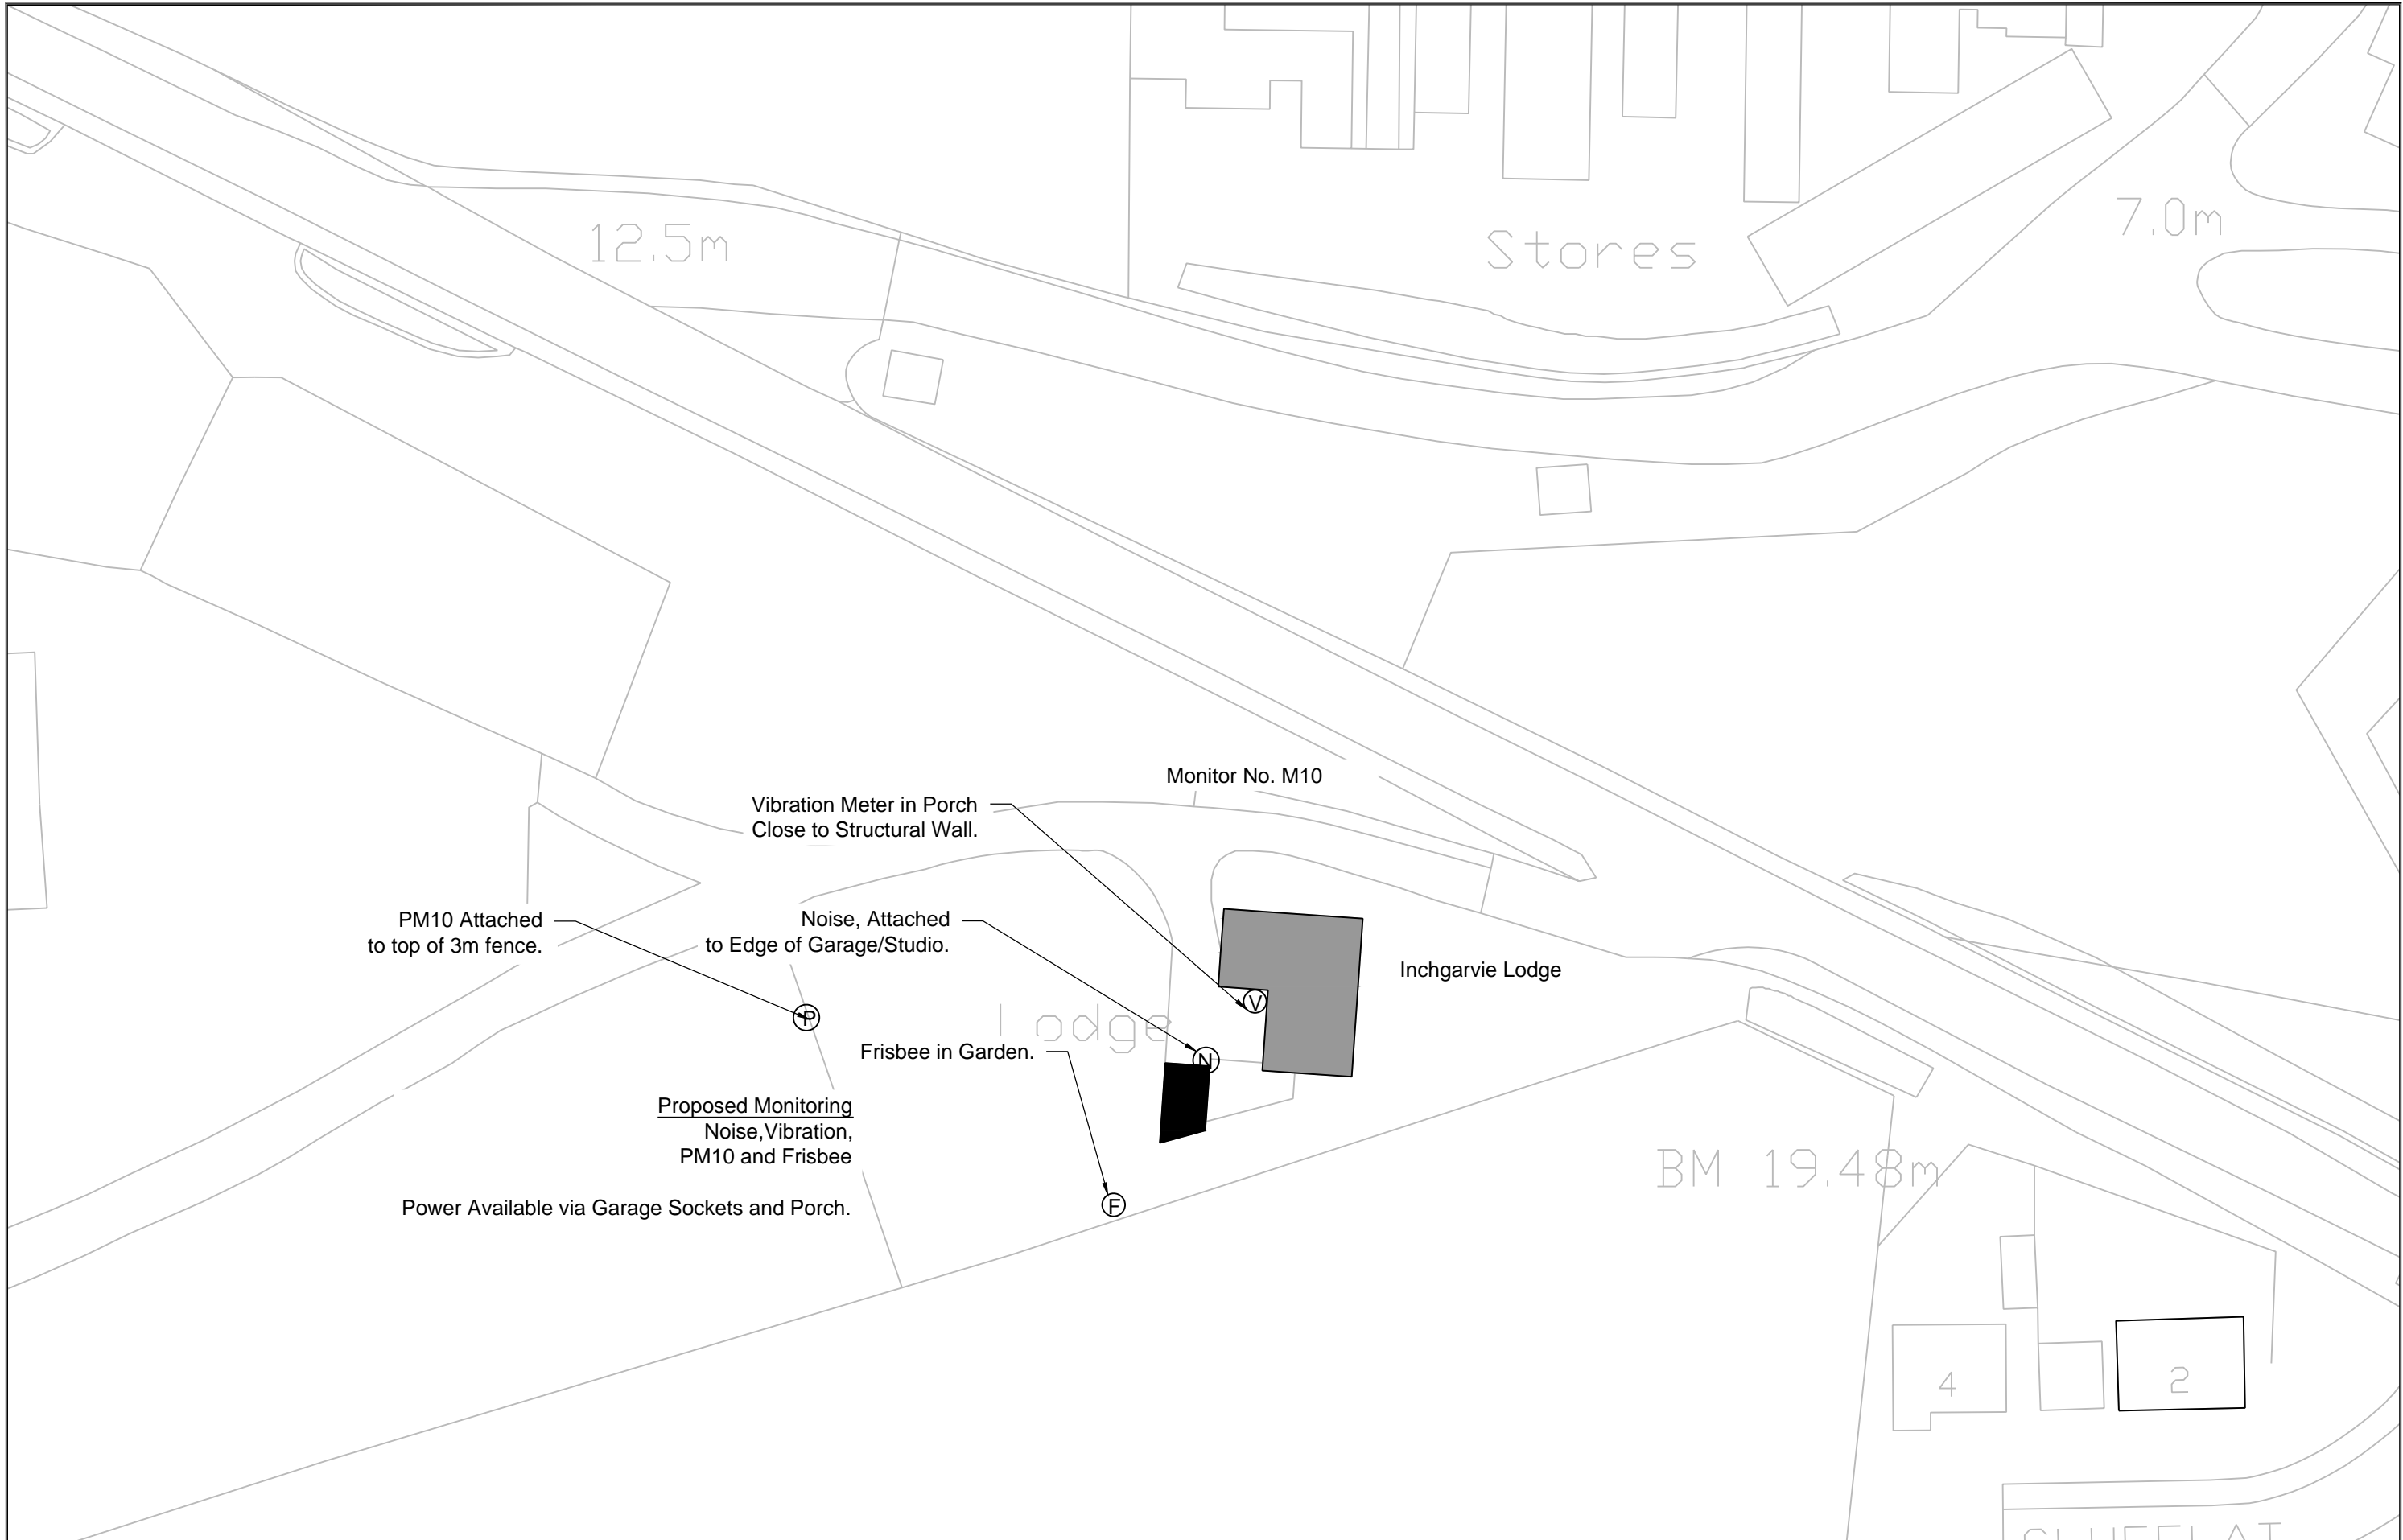 12.5m
Stores
7.0m
Monitor No. M10
Vibration Meter in Porch
Close to Structural Wall.
PM10 Attached
to top of 3m fence.
Noise, Attached
to Edge of Garage/Studio.
Inchgarvie Lodge
V
P
Lodge
N
Frisbee in Garden.
Proposed Monitoring
Noise,Vibration,
PM10 and Frisbee
Power Available via Garage Sockets and Porch.
F
BM 19.48m
4
2